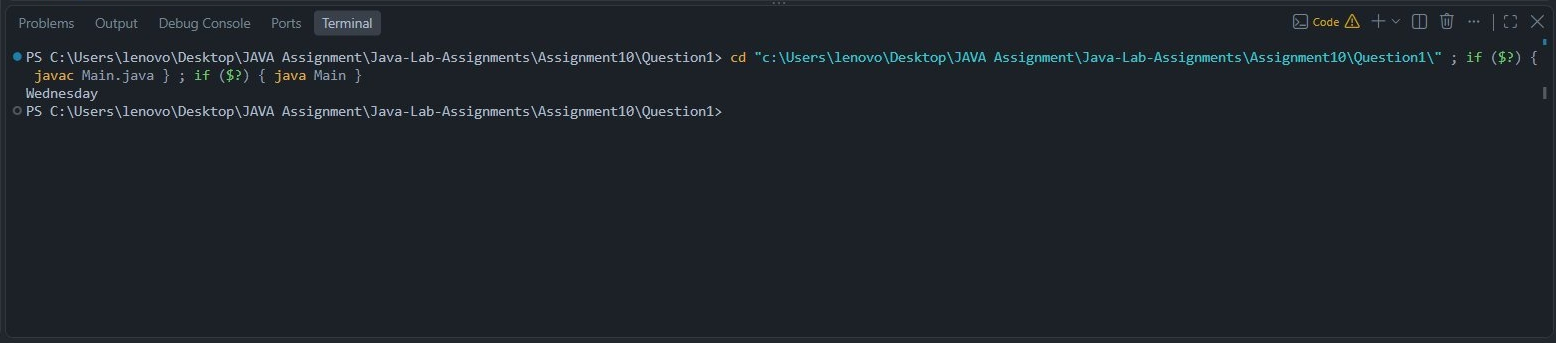 Problems Output Debug Console Ports Terminal Code
PS C:\Users\lenovo\Desktop\JAVA Assignment\Java-Lab-Assignments\Assignment10\Question1> cd "c:\Users\lenovo\Desktop\JAVA Assignment\Java-Lab-Assignments\Assignment10\Question1\" ; if ($?) {
javac Main.java } ; if ($?) { java Main }
Wednesday
PS C:\Users\lenovo\Desktop\JAVA Assignment\Java-Lab-Assignments\Assignment10\Question1>